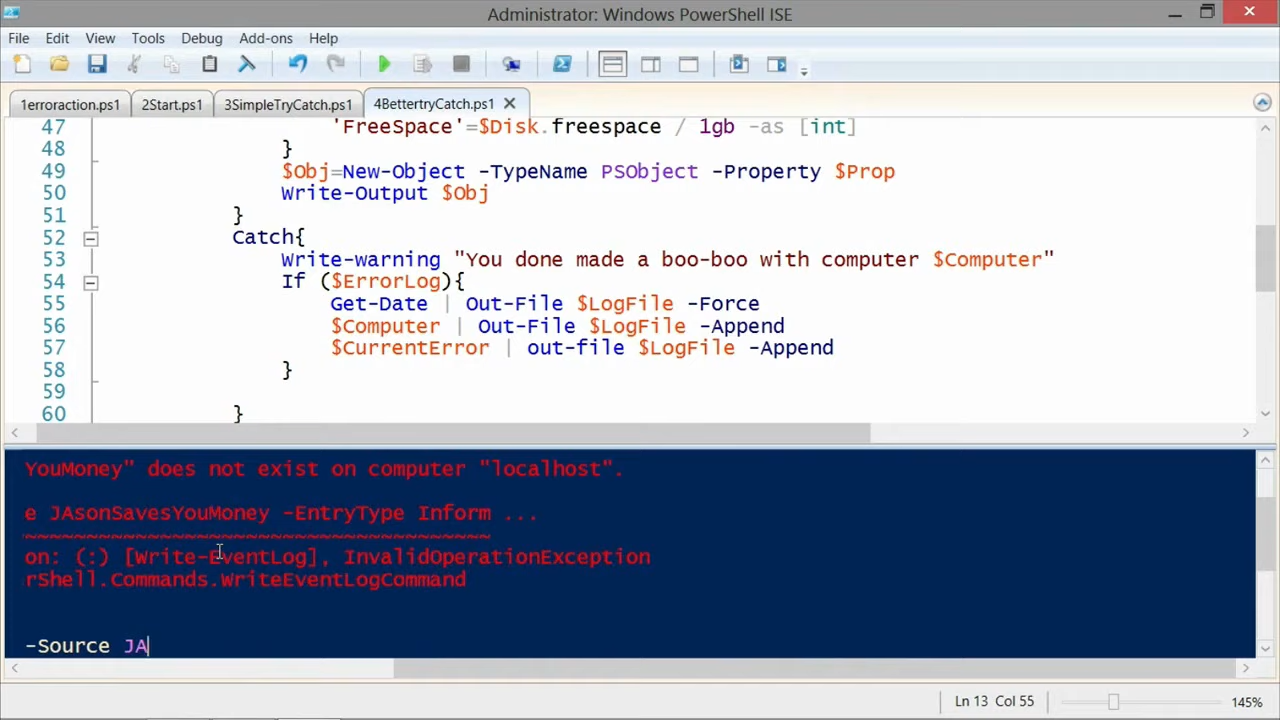 Administrator: Windows PowerShell ISE
File Edit View Tools Debug Add-ons Help
1erroraction.ps1 2Start.ps1 3SimpleTryCatch.ps1 4BettertryCatch.ps1
47 'FreeSpace'=$Disk.freespace / 1gb -as [int]
48 }
49 $Obj=New-Object -TypeName PSObject -Property $Prop
50 Write-Output $Obj
51 }
52 Catch{
53 Write-warning "You done made a boo-boo with computer $Computer"
54 If ($ErrorLog){
55 Get-Date | Out-File $LogFile -Force
56 $Computer | Out-File $LogFile -Append
57 $CurrentError | out-file $LogFile -Append
58 }
59
60 }
YouMoney" does not exist on computer "localhost".
e JAsonSavesYouMoney -EntryType Inform ...
~~~~~~~~~~~~~~~~~~~~~~~~~~~~~~~~~~~~~~
on: (:) [Write-EventLog], InvalidOperationException
rShell.Commands.WriteEventLogCommand
-Source JA
Ln 13 Col 55 145%